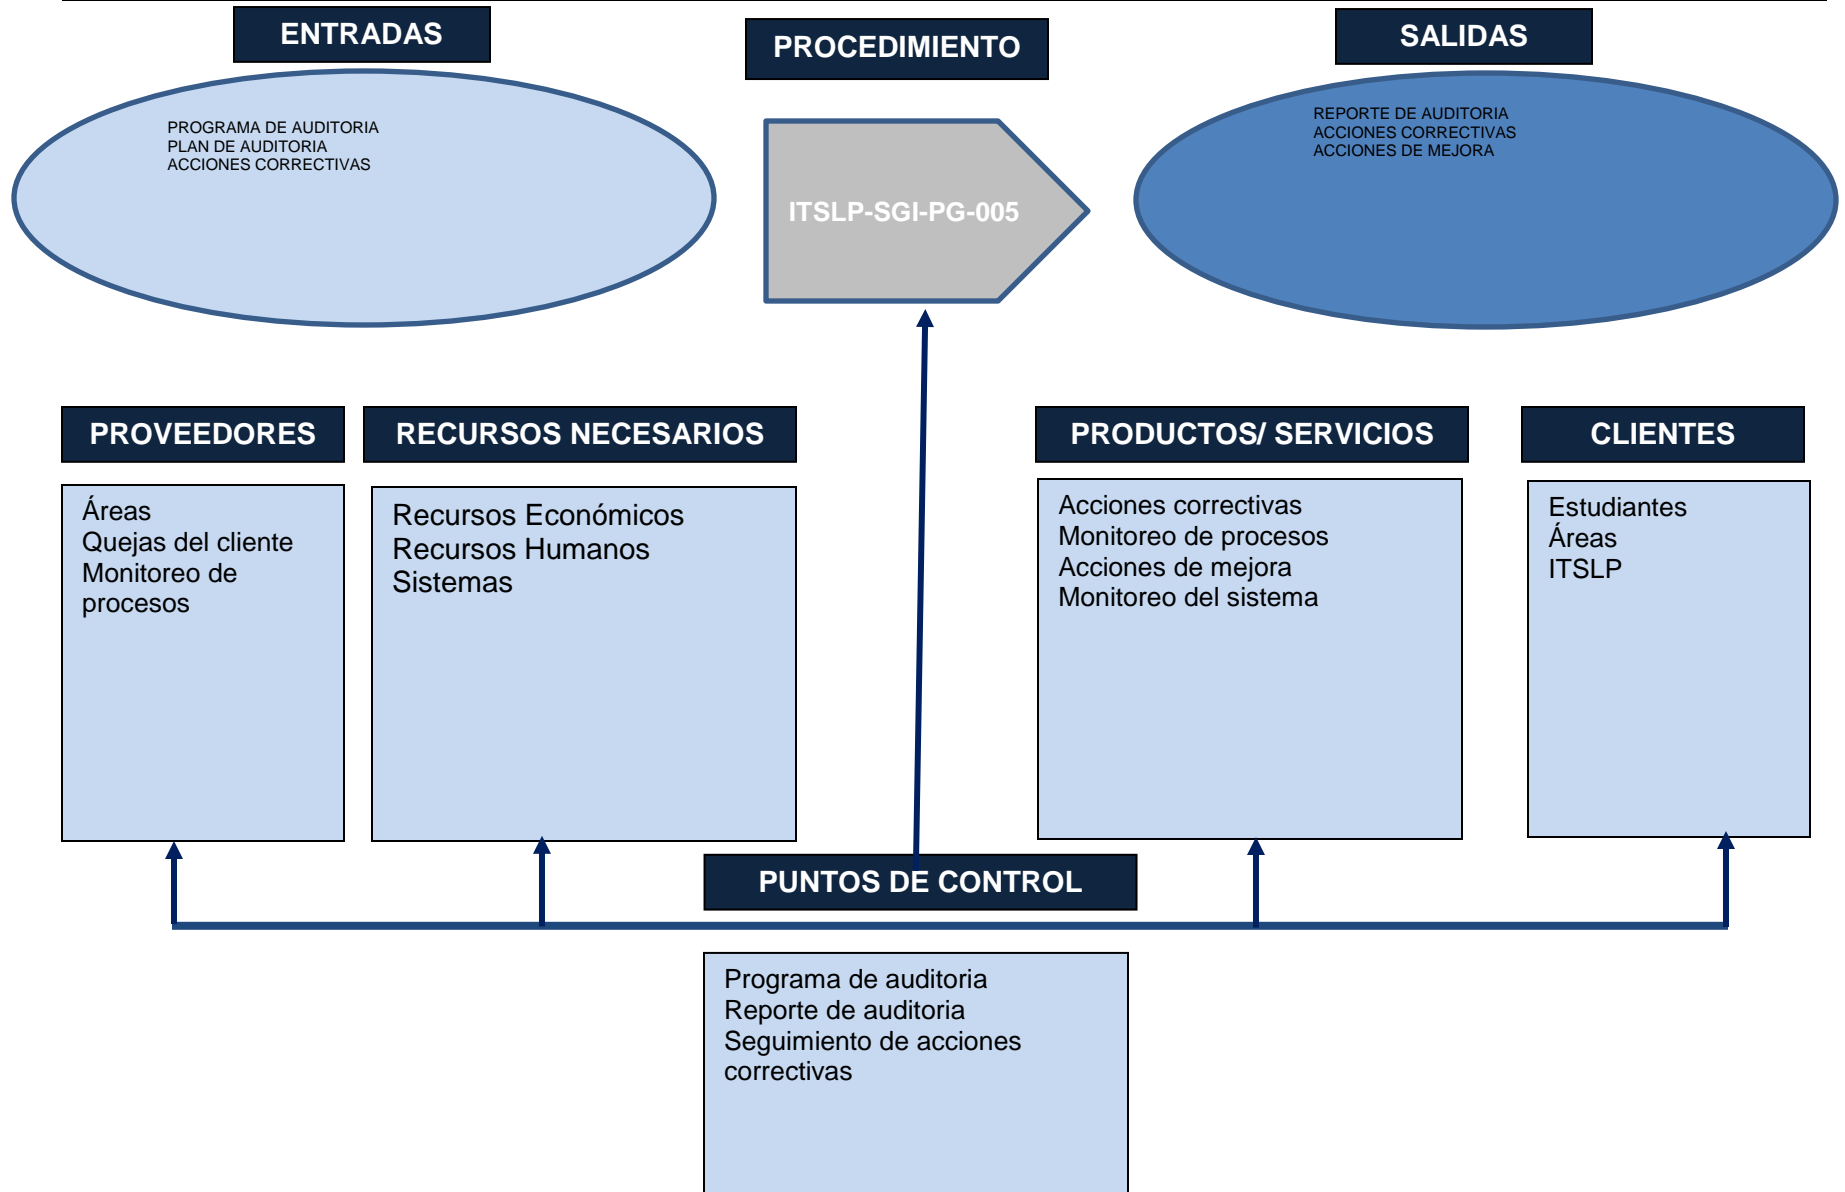 ENTRADAS
PROCEDIMIENTO
SALIDAS
PROGRAMA DE AUDITORIA
PLAN DE AUDITORIA
ACCIONES CORRECTIVAS
ITSLP-SGI-PG-005
REPORTE DE AUDITORIA
ACCIONES CORRECTIVAS
ACCIONES DE MEJORA
PROVEEDORES
RECURSOS NECESARIOS
PRODUCTOS/ SERVICIOS
CLIENTES
Áreas
Quejas del cliente
Monitoreo de
procesos
Recursos Económicos
Recursos Humanos
Sistemas
Acciones correctivas
Monitoreo de procesos
Acciones de mejora
Monitoreo del sistema
Estudiantes
Áreas
ITSLP
PUNTOS DE CONTROL
Programa de auditoria
Reporte de auditoria
Seguimiento de acciones
correctivas